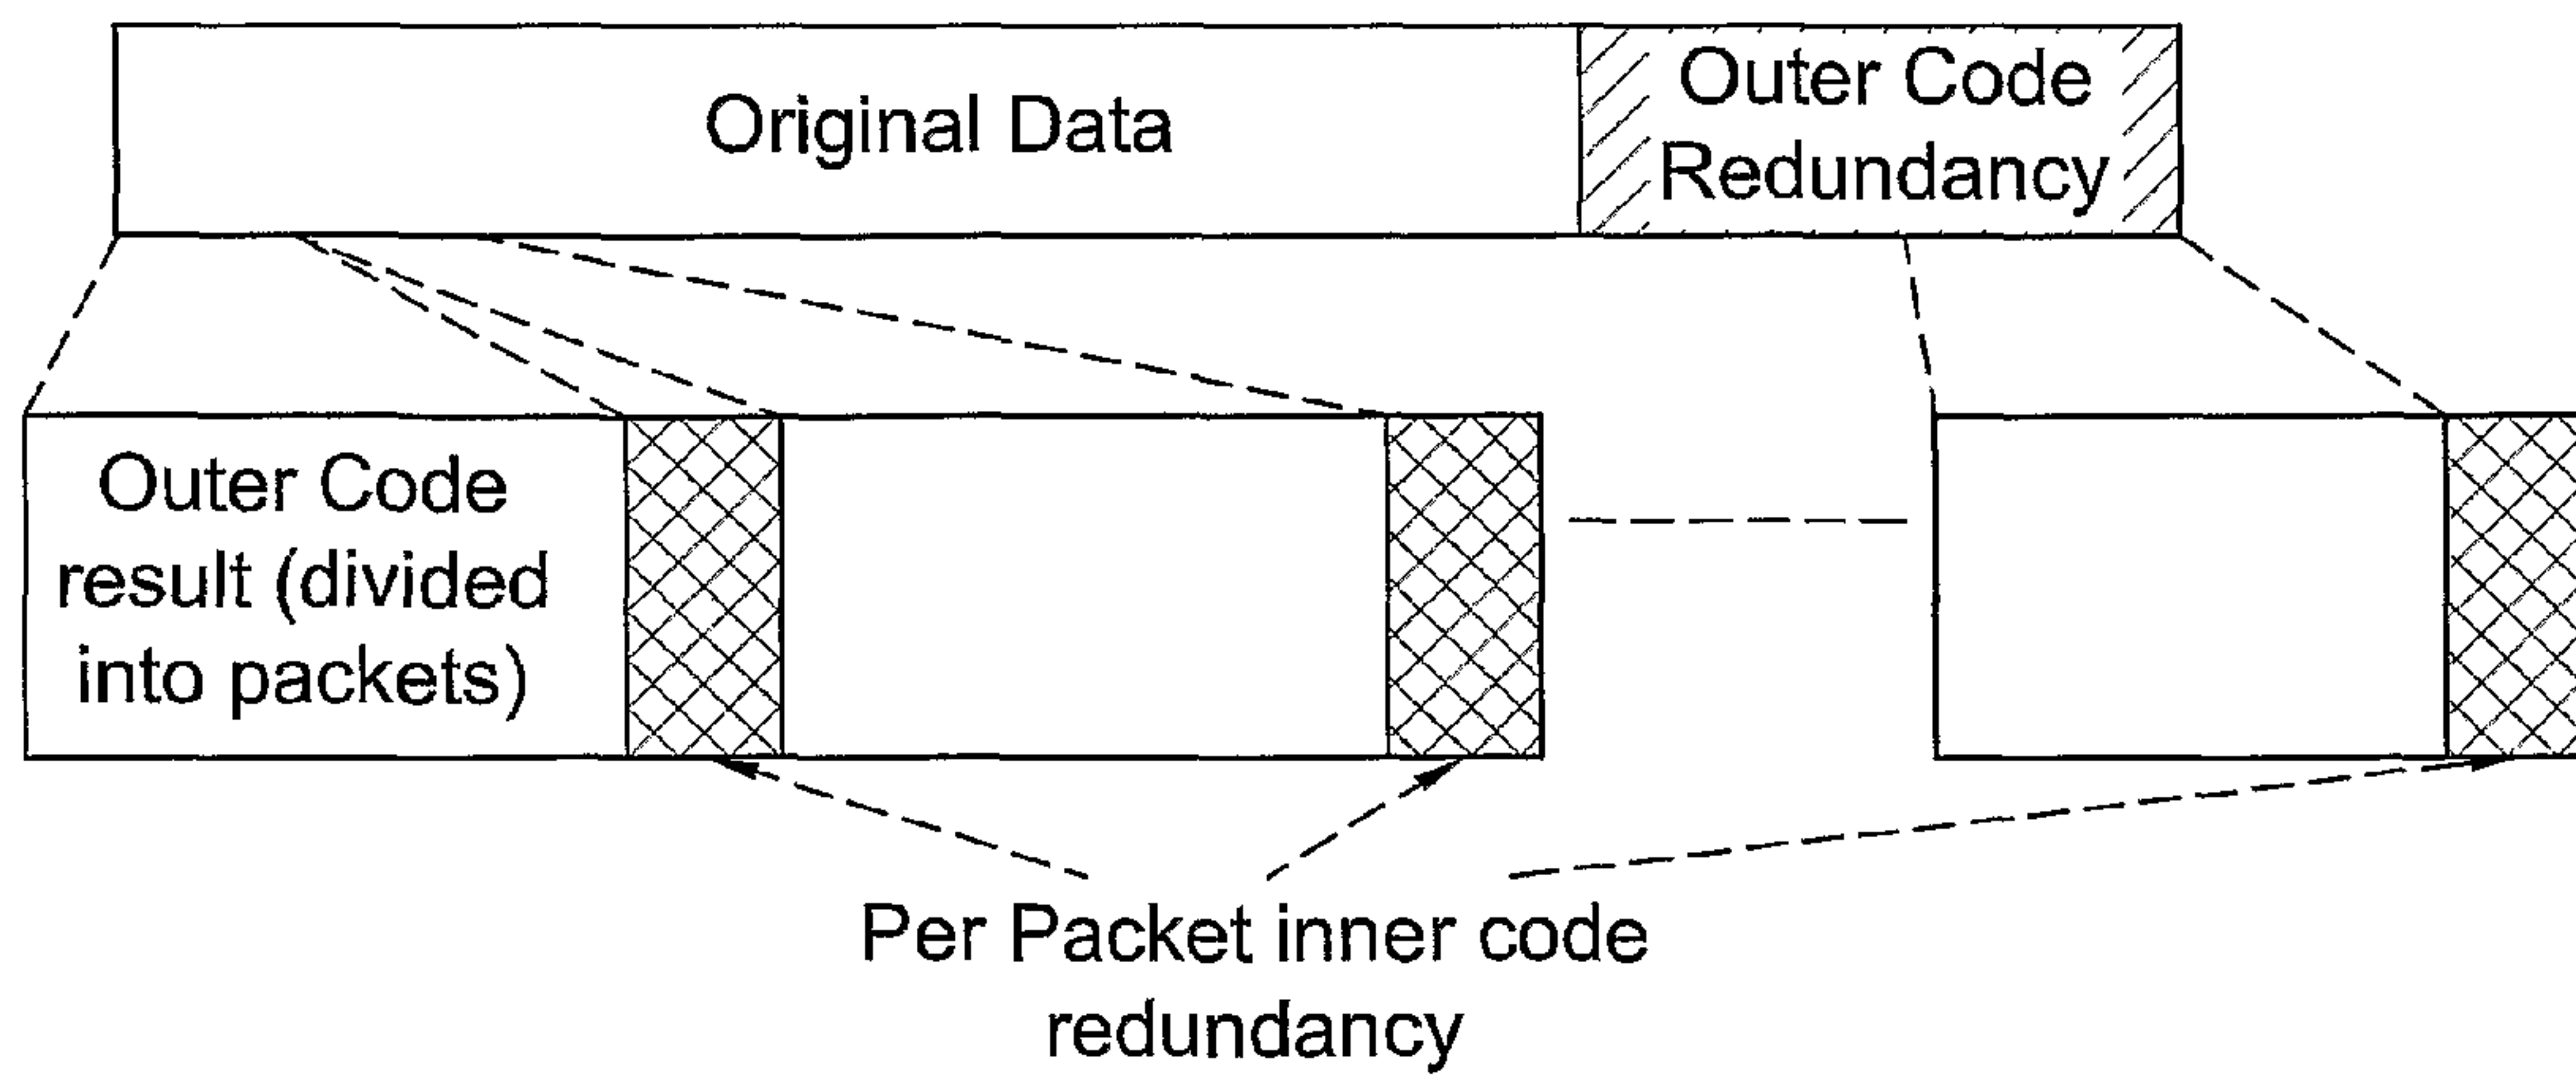 Original Data
Outer Code
Redundancy
Outer Code
result (divided
into packets)
Per Packet inner code
redundancy